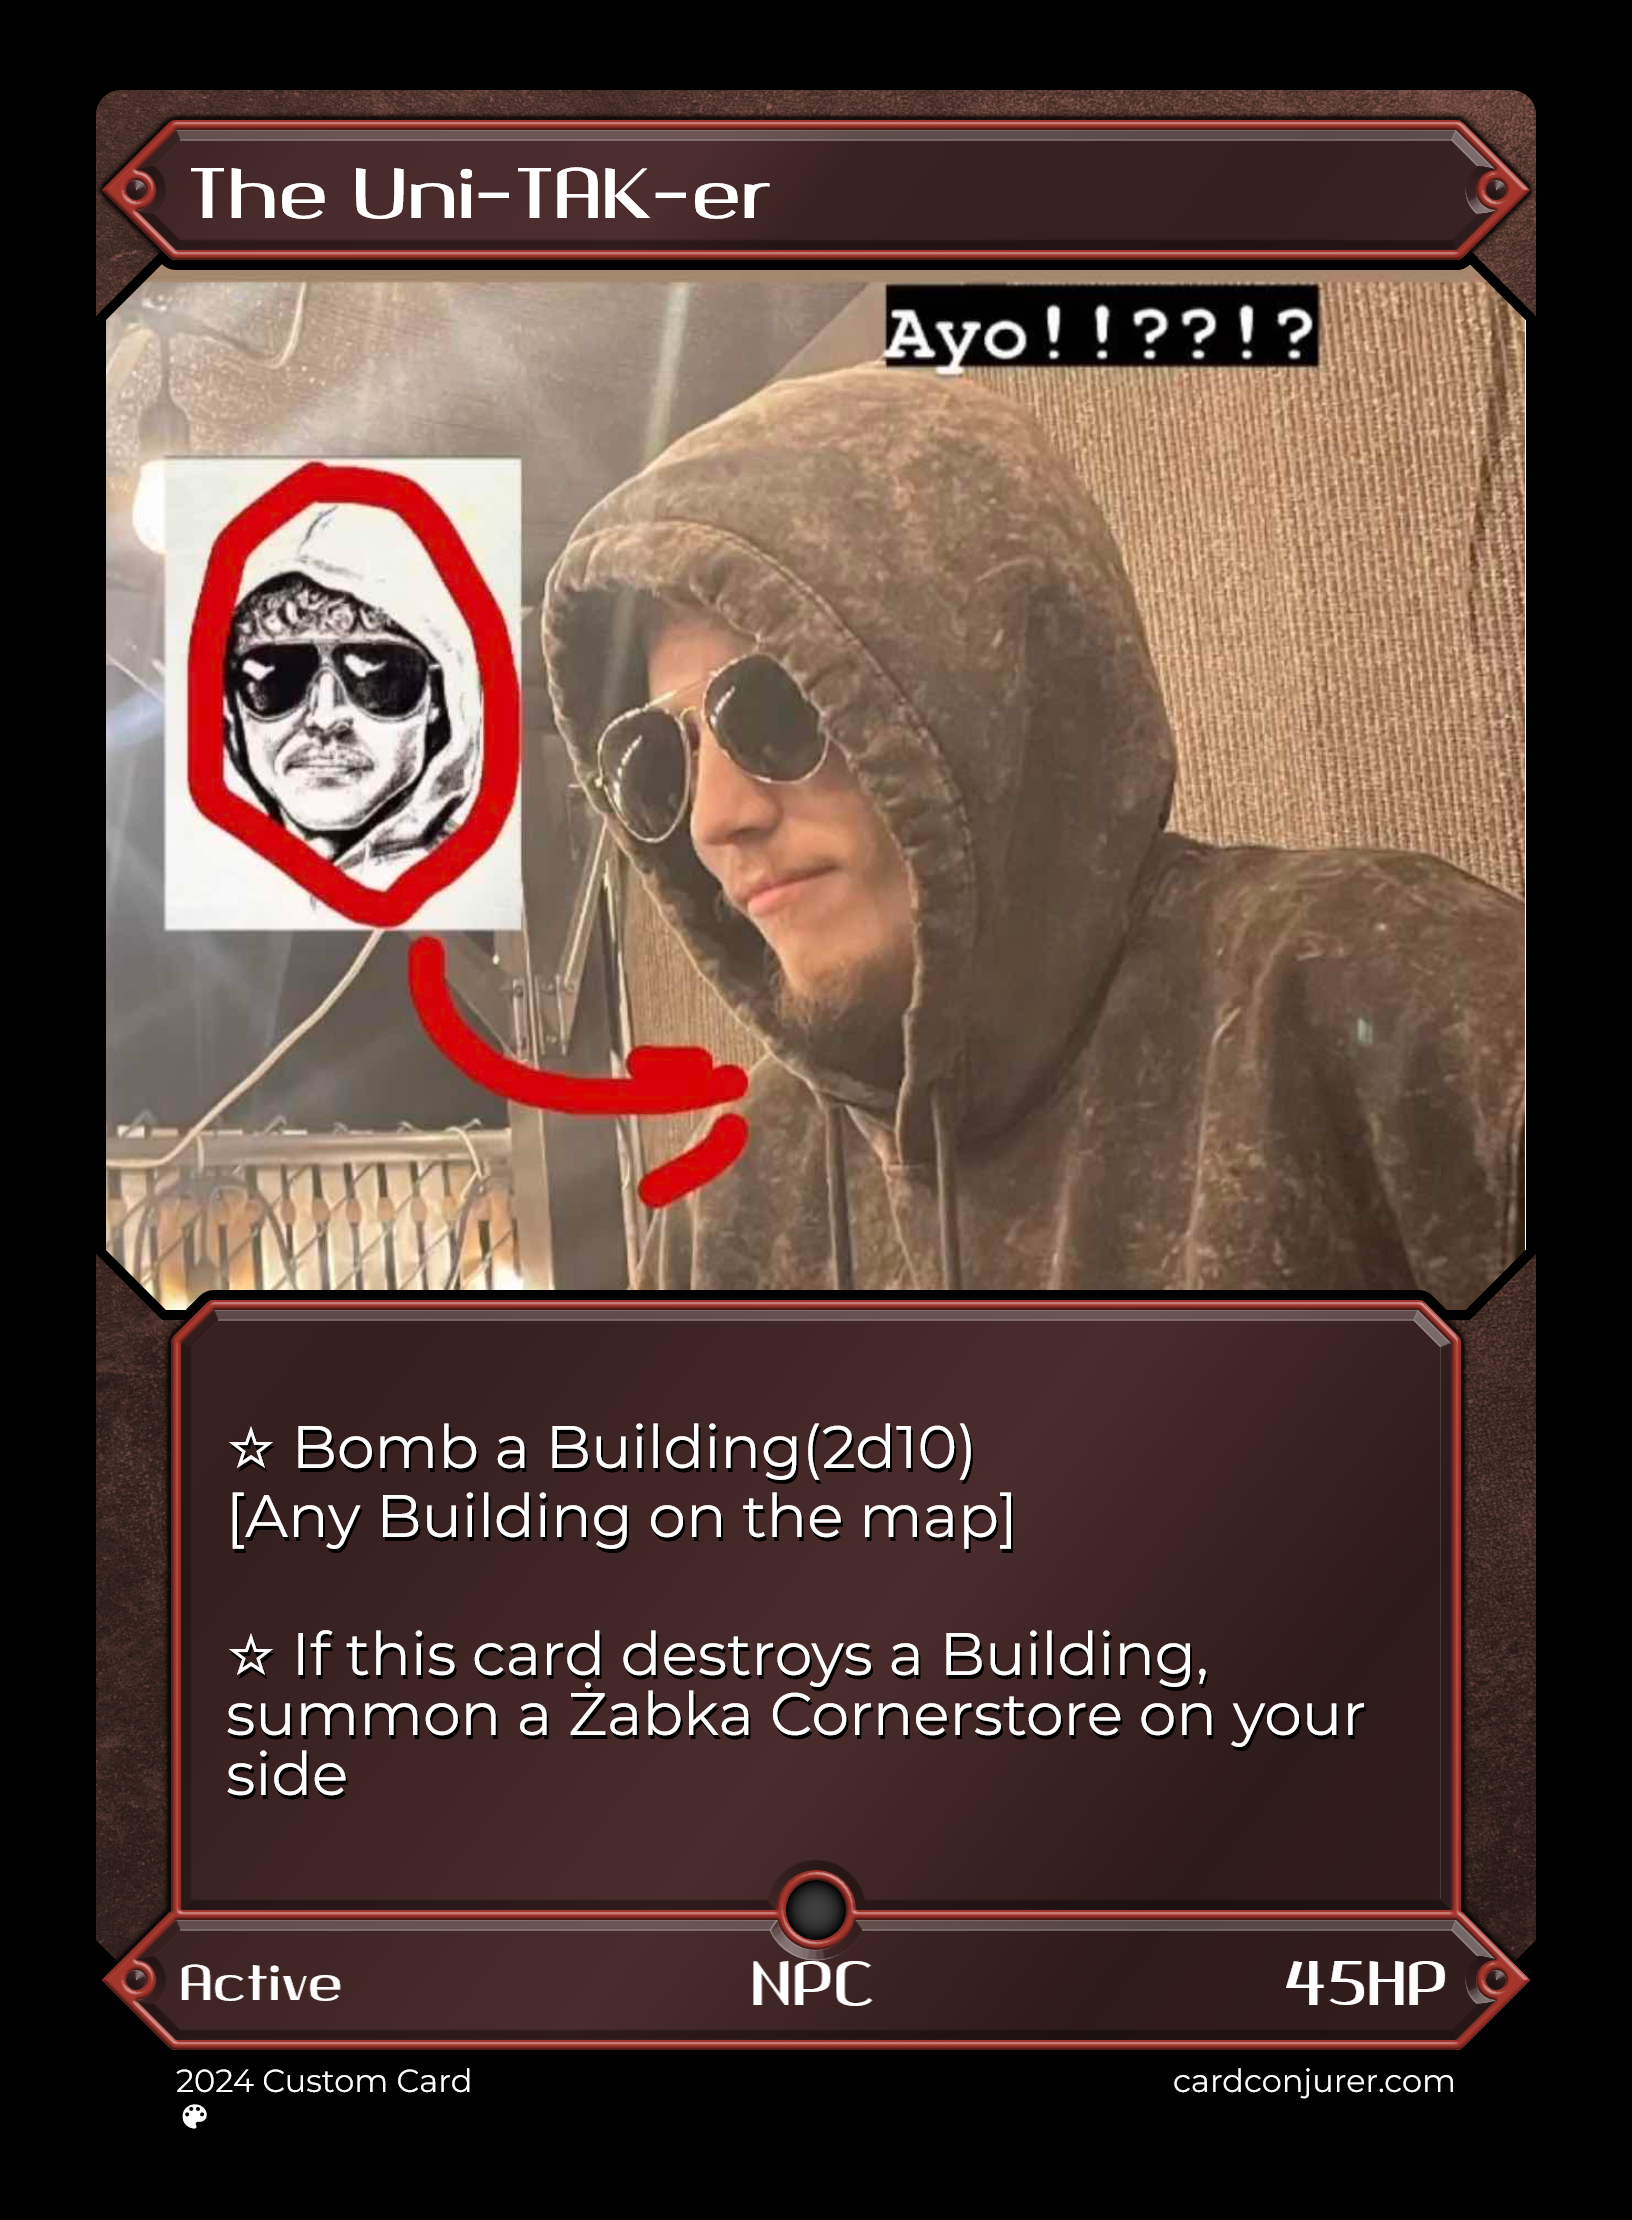 The Uni-TAK-er
Ayo!!??!?
☆ Bomb a Building(2d10)
[Any Building on the map]
☆ If this card destroys a Building,
summon a Żabka Cornerstore on your
side
Active
NPC
45HP
2024 Custom Card
cardconjurer.com